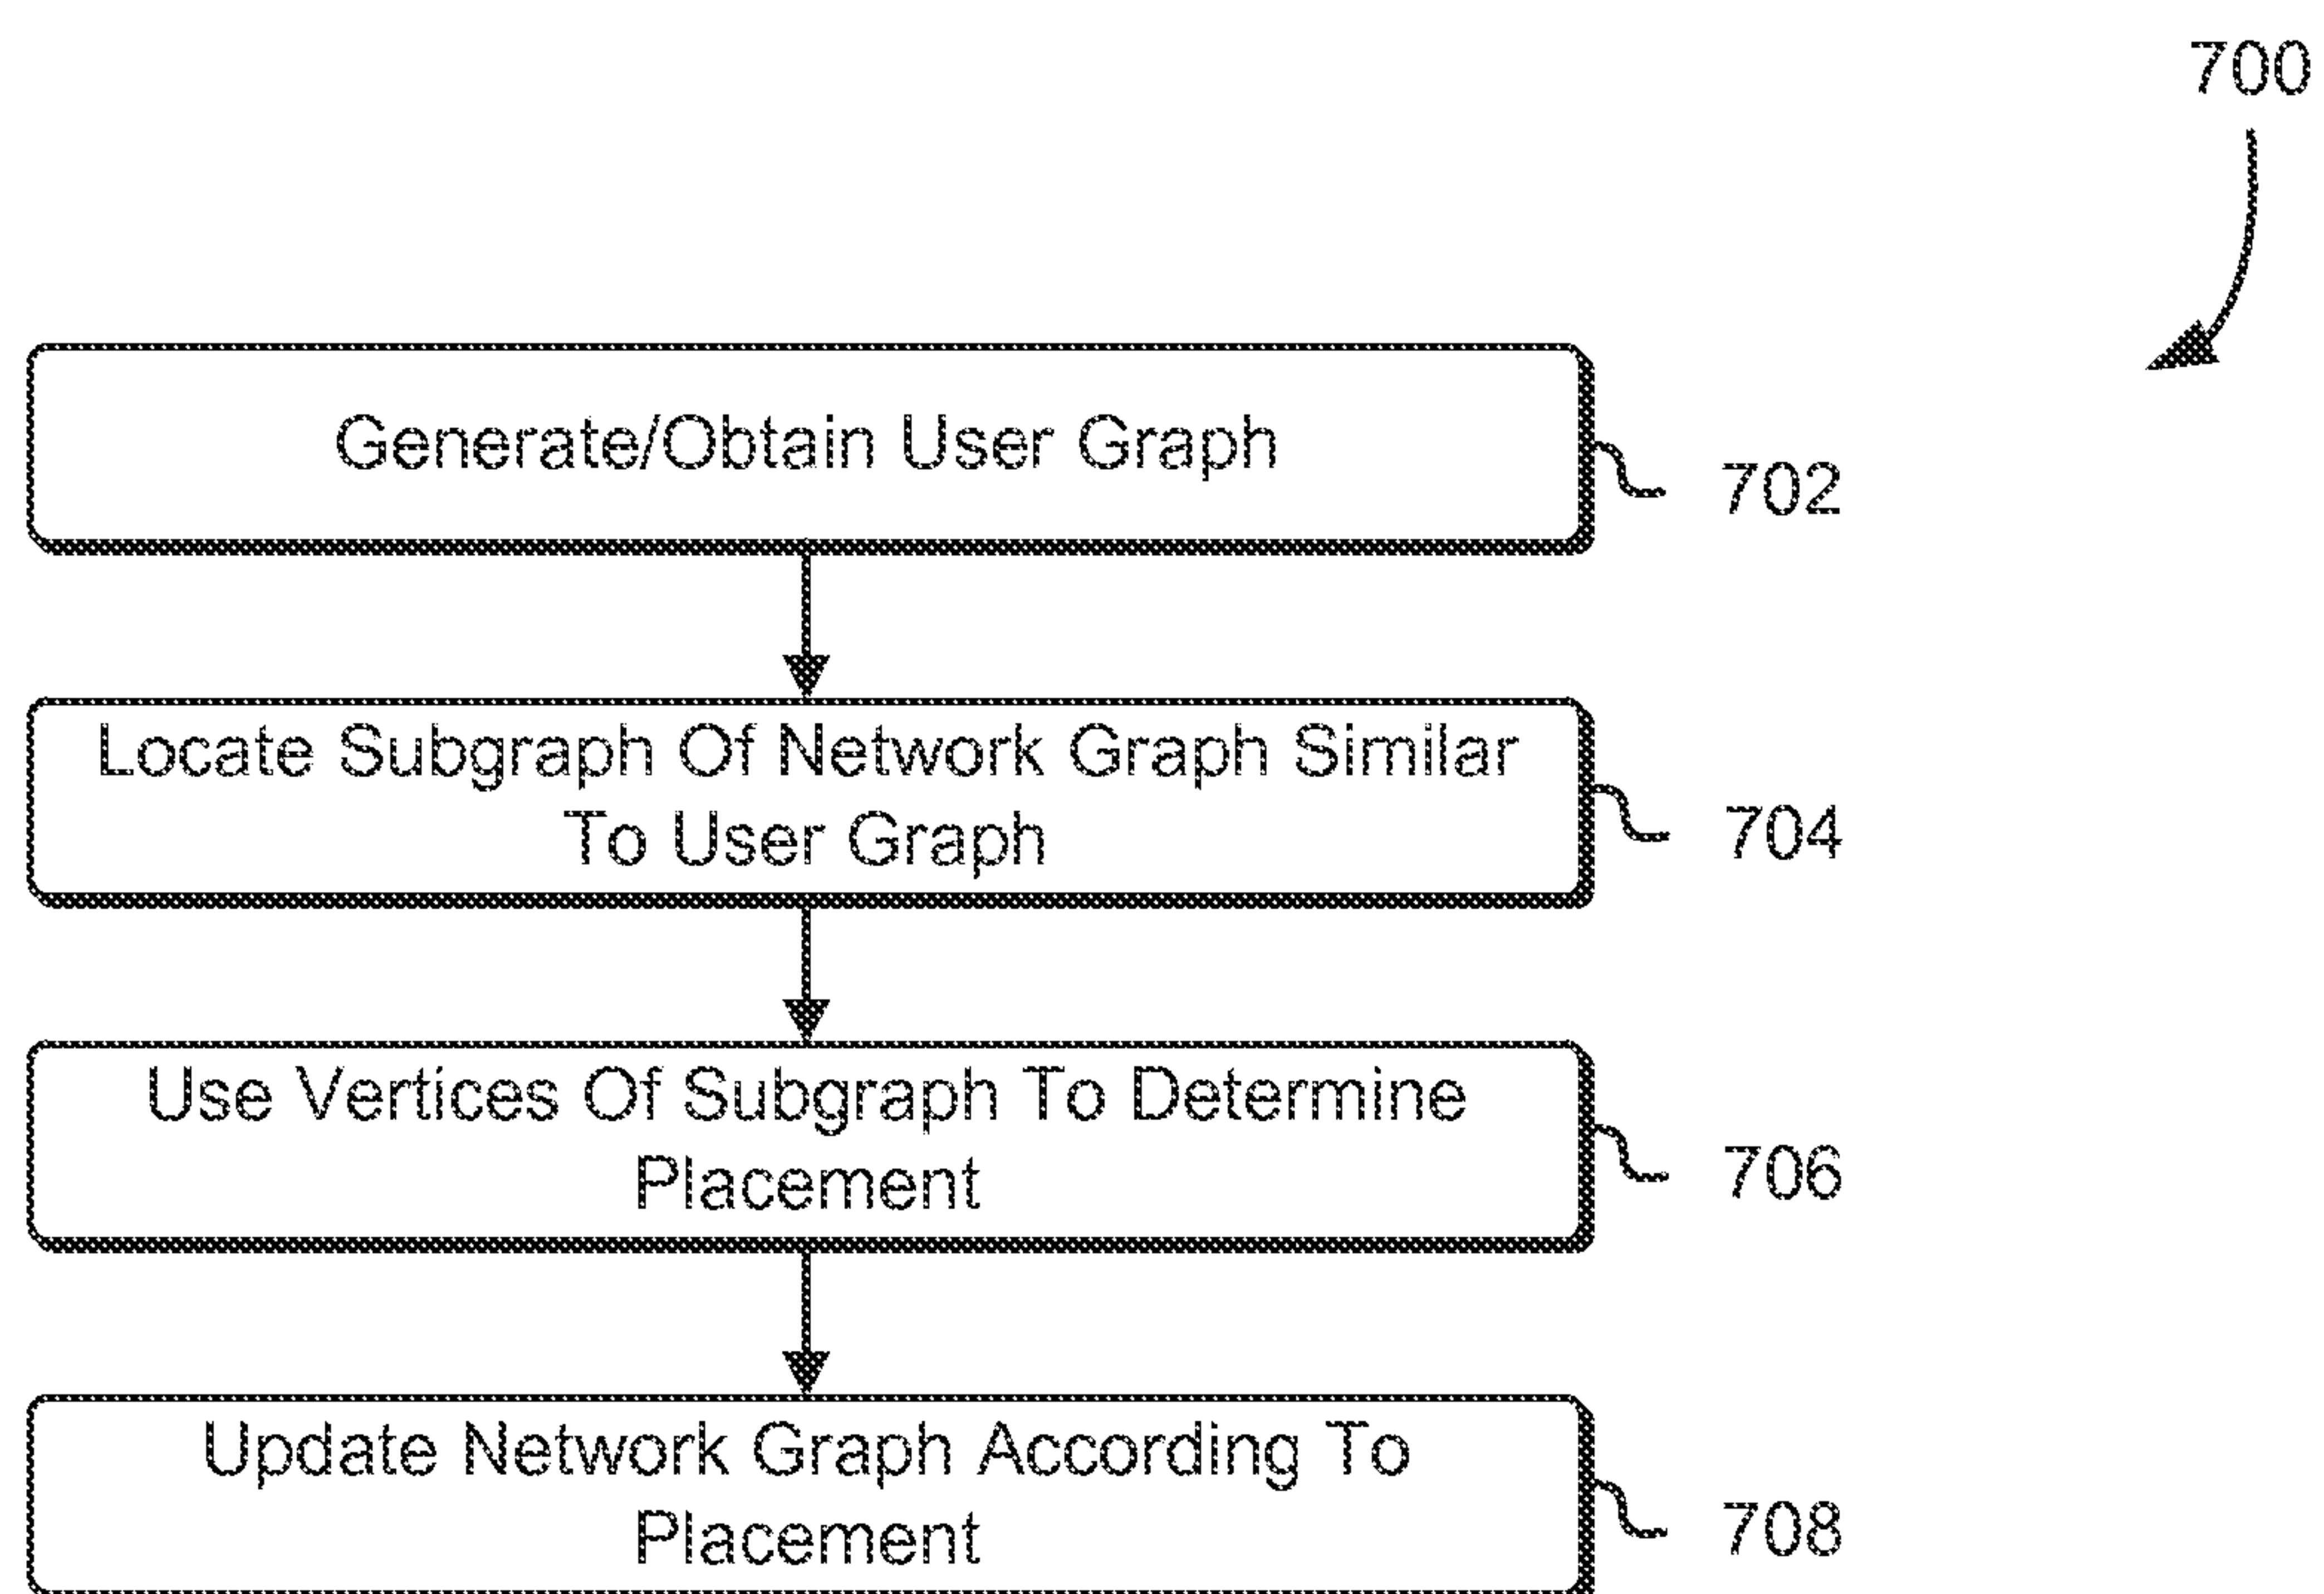 700
Generate/Obtain User Graph
702
Locate Subgraph Of Network Graph Similar
To User Graph
704
Use Vertices Of Subgraph To Determine
Placement
706
Update Network Graph According To
Placement
708